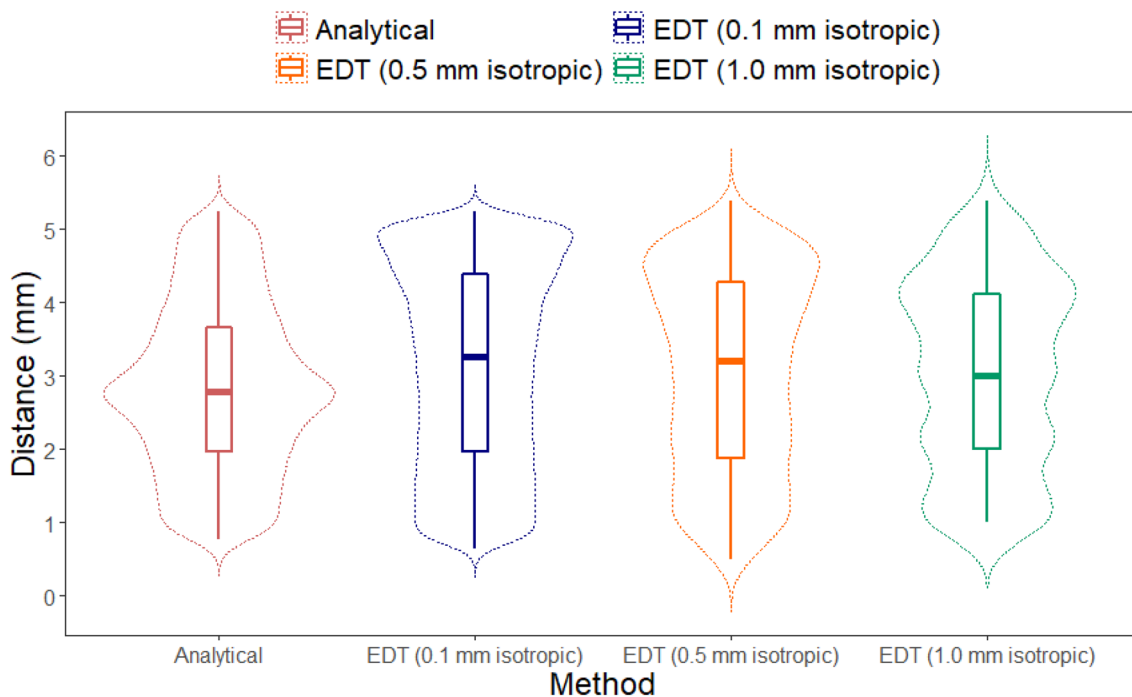 Analytical
EDT (0.1 mm isotropic)
EDT (0.5 mm isotropic)
EDT (1.0 mm isotropic)
6
5
4
3
2
1
0
Distance (mm)
Analytical
EDT (0.1 mm isotropic)
EDT (0.5 mm isotropic)
EDT (1.0 mm isotropic)
Method